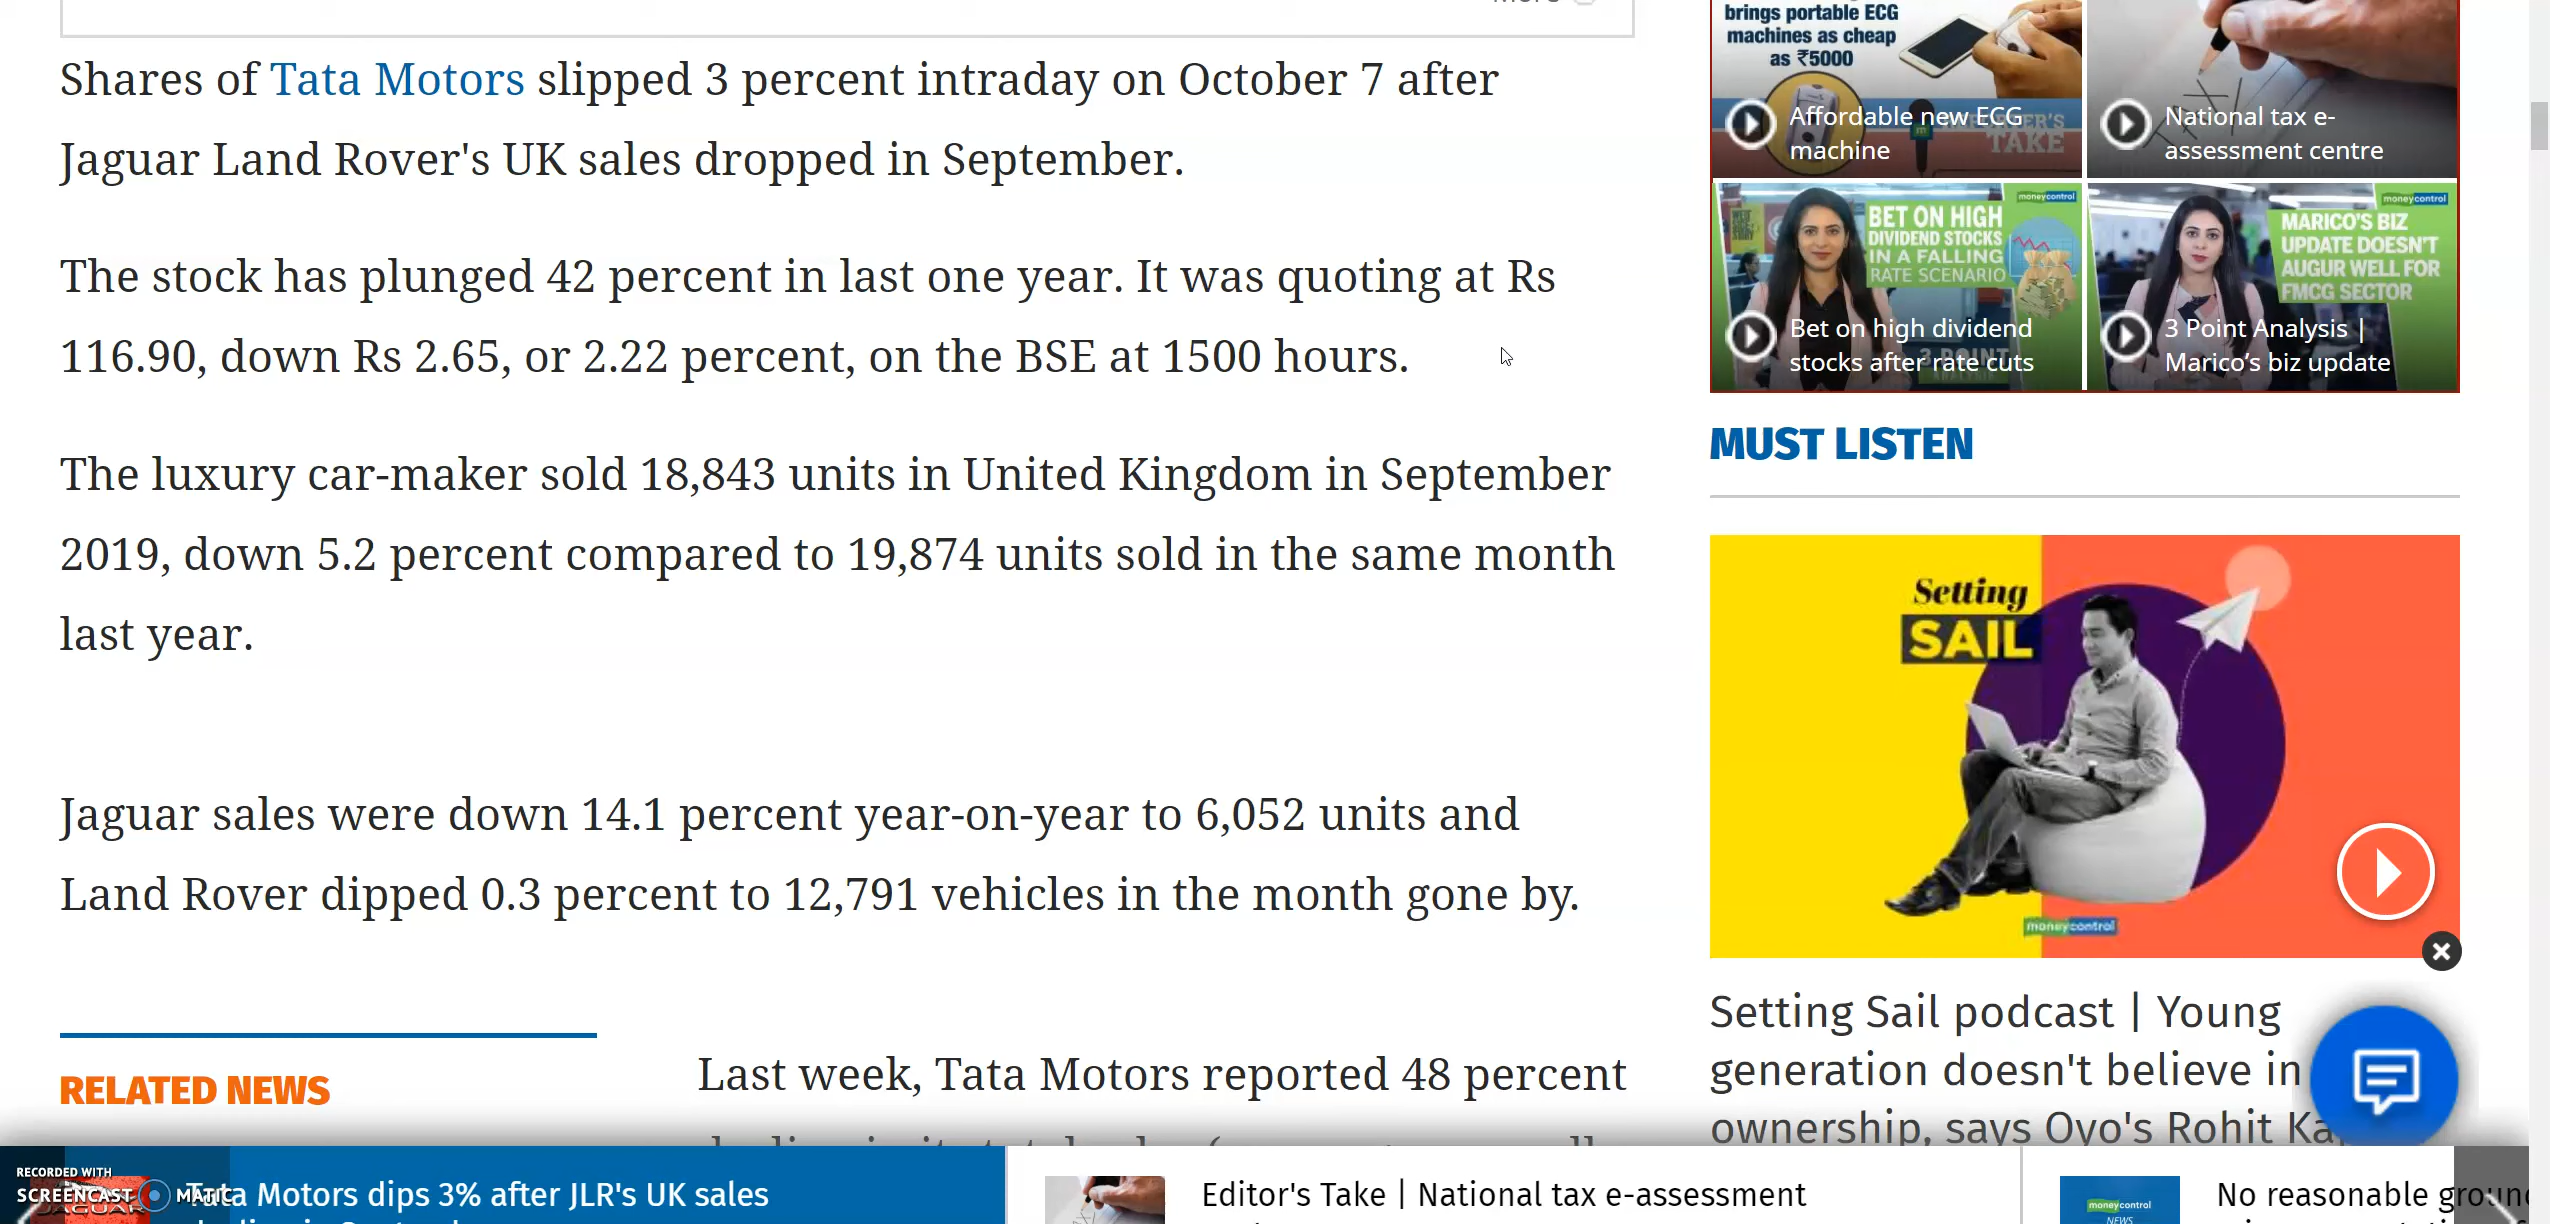 Shares of Tata Motors slipped 3 percent intraday on October 7 after
Jaguar Land Rover's UK sales dropped in September.
The stock has plunged 42 percent in last one year. It was quoting at Rs
116.90, down Rs 2.65, or 2.22 percent, on the BSE at 1500 hours.
The luxury car-maker sold 18,843 units in United Kingdom in September
2019, down 5.2 percent compared to 19,874 units sold in the same month
last year.
Jaguar sales were down 14.1 percent year-on-year to 6,052 units and
Land Rover dipped 0.3 percent to 12,791 vehicles in the month gone by.
RELATED NEWS
Last week, Tata Motors reported 48 percent
brings portable ECG
machines as cheap
as ₹5000
TAKE
Affordable new ECG
machine
National tax e-
assessment centre
moneycontrol
BET ON HIGH
DIVIDEND STOCKS
IN A FALLING
RATE SCENARIO
Bet on high dividend
stocks after rate cuts
moneycontrol
MARICO'S BIZ
UPDATE DOESN'T
AUGUR WELL FOR
FMCG SECTOR
3 Point Analysis |
Marico’s biz update
MUST LISTEN
Setting
SAIL
moneycontrol
Setting Sail podcast | Young
generation doesn't believe in
ownership, says Oyo's Rohit
RECORDED WITH
SCREENCAST MATIC
JAGUAR
Tata Motors dips 3% after JLR's UK sales
Editor's Take | National tax e-assessment
moneycontrol
NEWS
No reasonable